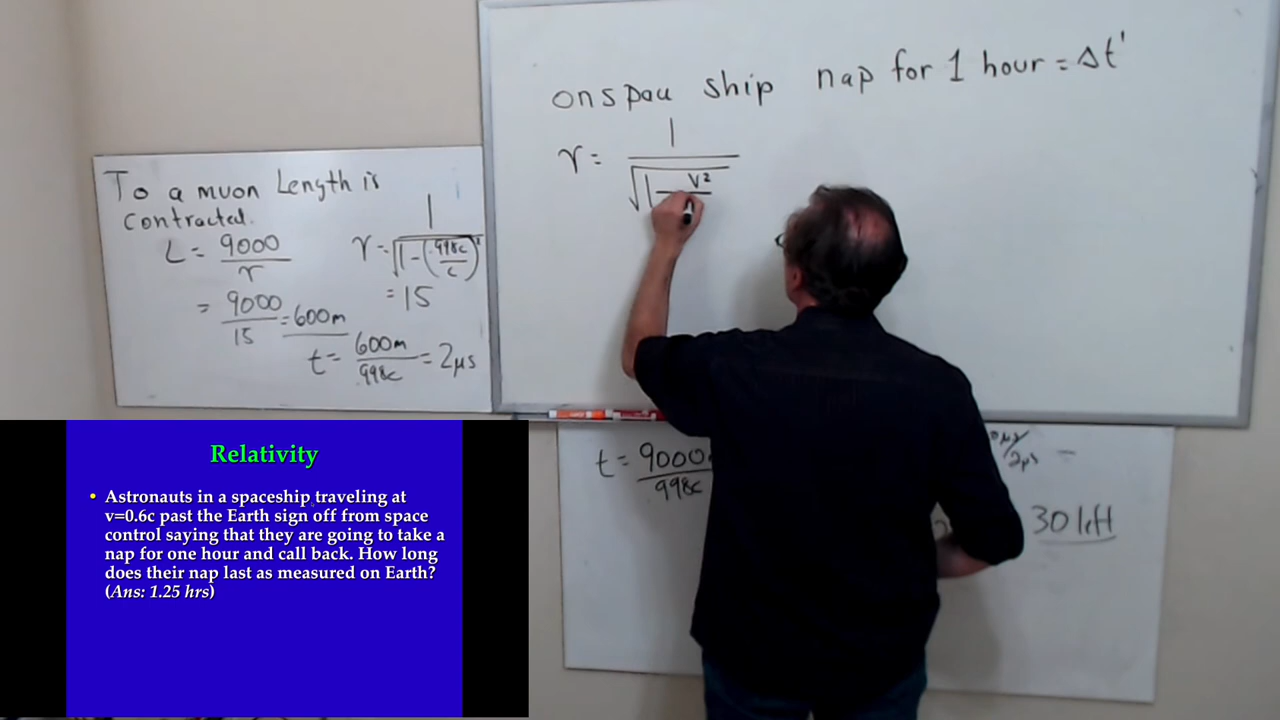 onspau ship nap for 1 hour = Δt'
γ = 1
√1 v²
To a muon Length is
contracted.
L = 9000
r
γ = 1
√1 - (.998c/c)²
= 9000 = 600m
15
= 15
t = 600m = 2μs
.998c
t = 9000
.998c
2μs
30 left
Relativity
• Astronauts in a spaceship traveling at
v=0.6c past the Earth sign off from space
control saying that they are going to take a
nap for one hour and call back. How long
does their nap last as measured on Earth?
(Ans: 1.25 hrs)